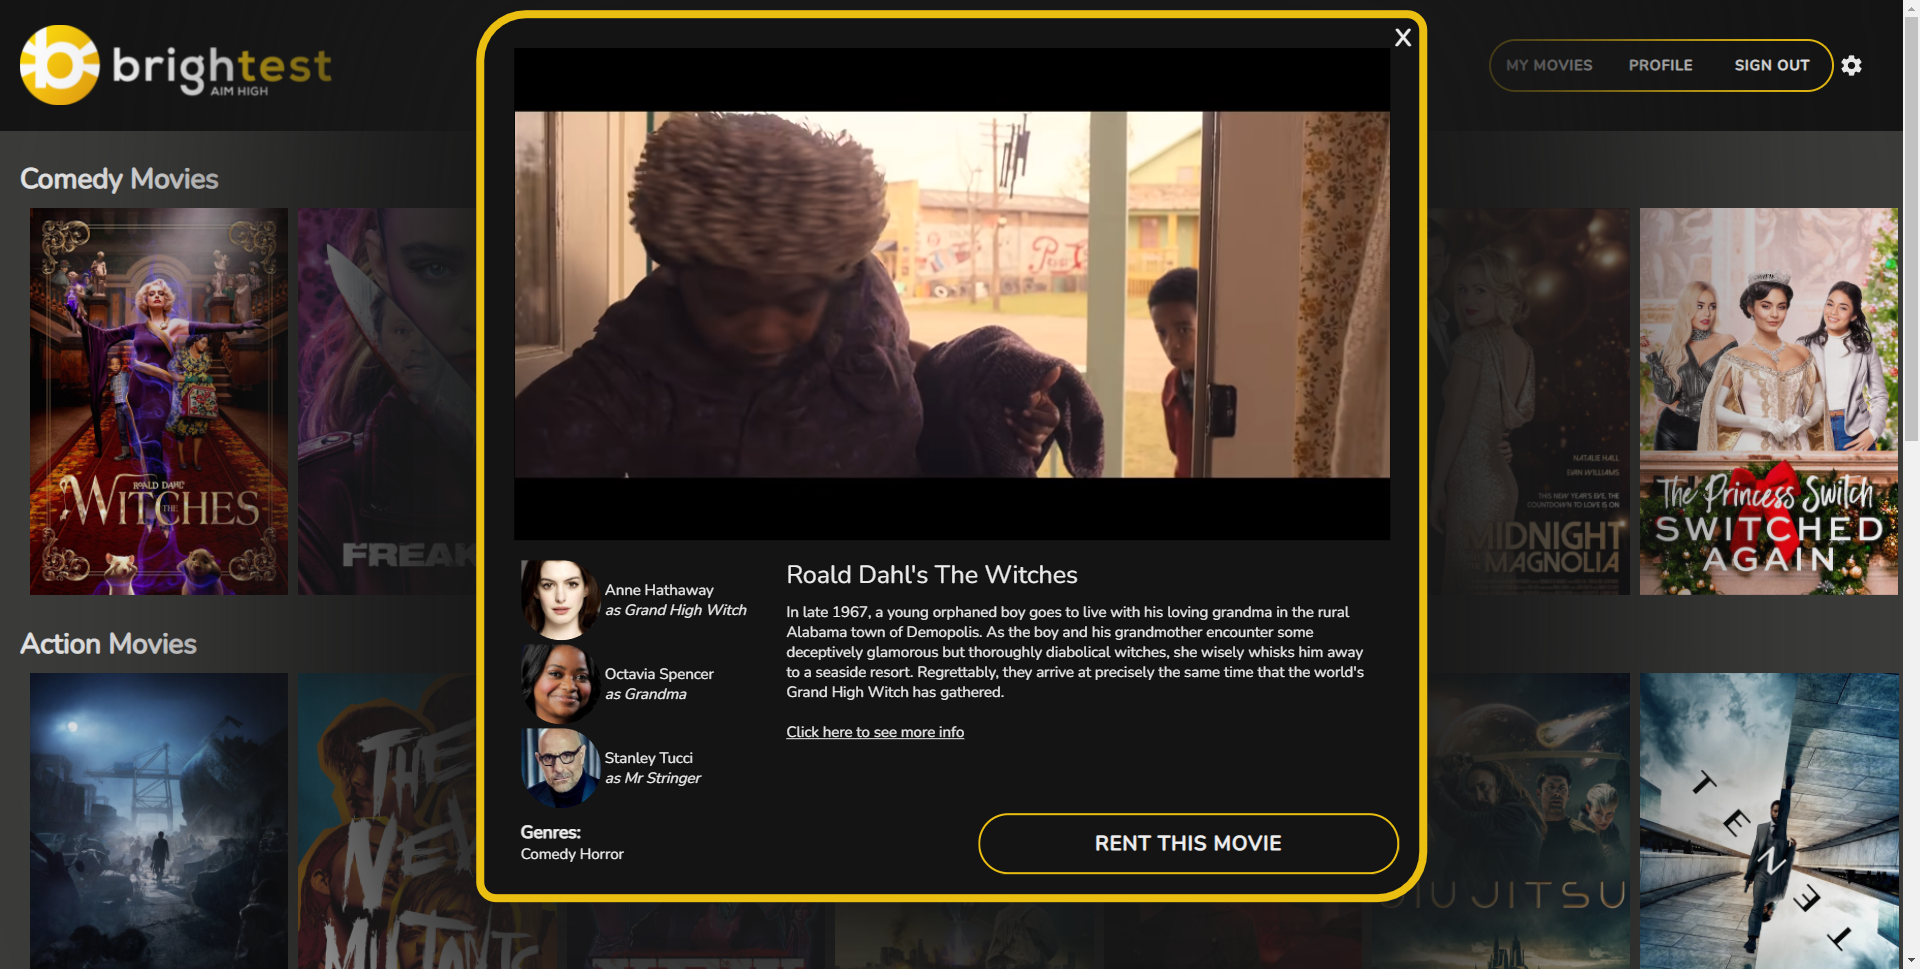 brightest
AIM HIGH
MY MOVIES
PROFILE
SIGN OUT
X
Comedy Movies
ROALD DAHL'S
THE
WITCHES
FREAK
NATALIE HALL
EVAN WILLIAMS
THIS NEW YEAR'S EVE, THE
COUNTDOWN TO LOVE IS ON
MIDNIGHT
MAGNOLIA
The Princess Switch
SWITCHED
AGAIN
Anne Hathaway
as Grand High Witch
Octavia Spencer
as Grandma
Stanley Tucci
as Mr Stringer
Genres:
Comedy Horror
Roald Dahl's The Witches
In late 1967, a young orphaned boy goes to live with his loving grandma in the rural
Alabama town of Demopolis. As the boy and his grandmother encounter some
deceptively glamorous but thoroughly diabolical witches, she wisely whisks him away
to a seaside resort. Regrettably, they arrive at precisely the same time that the world's
Grand High Witch has gathered.
Click here to see more info
RENT THIS MOVIE
Action Movies
THE
NEW
MUTANTS
JIU JITSU
TENET